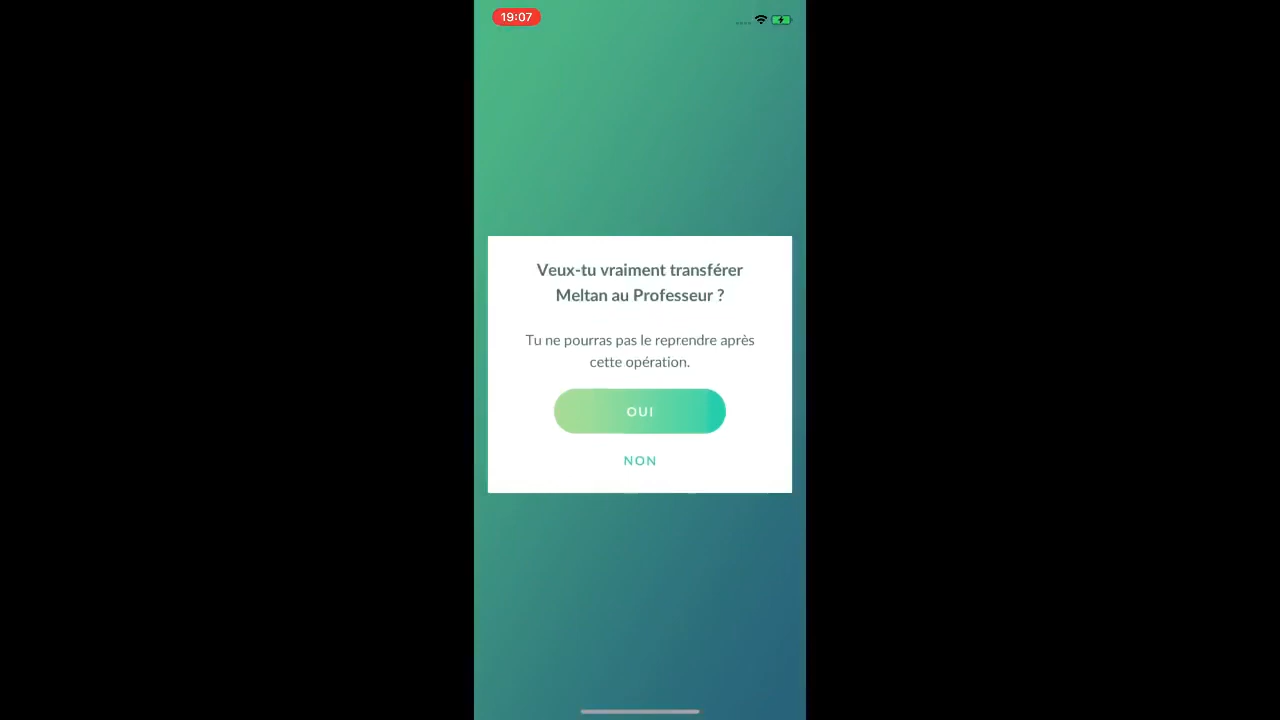 19:07
Veux-tu vraiment transférer
Meltan au Professeur ?
Tu ne pourras pas le reprendre après
cette opération.
OUI
NON